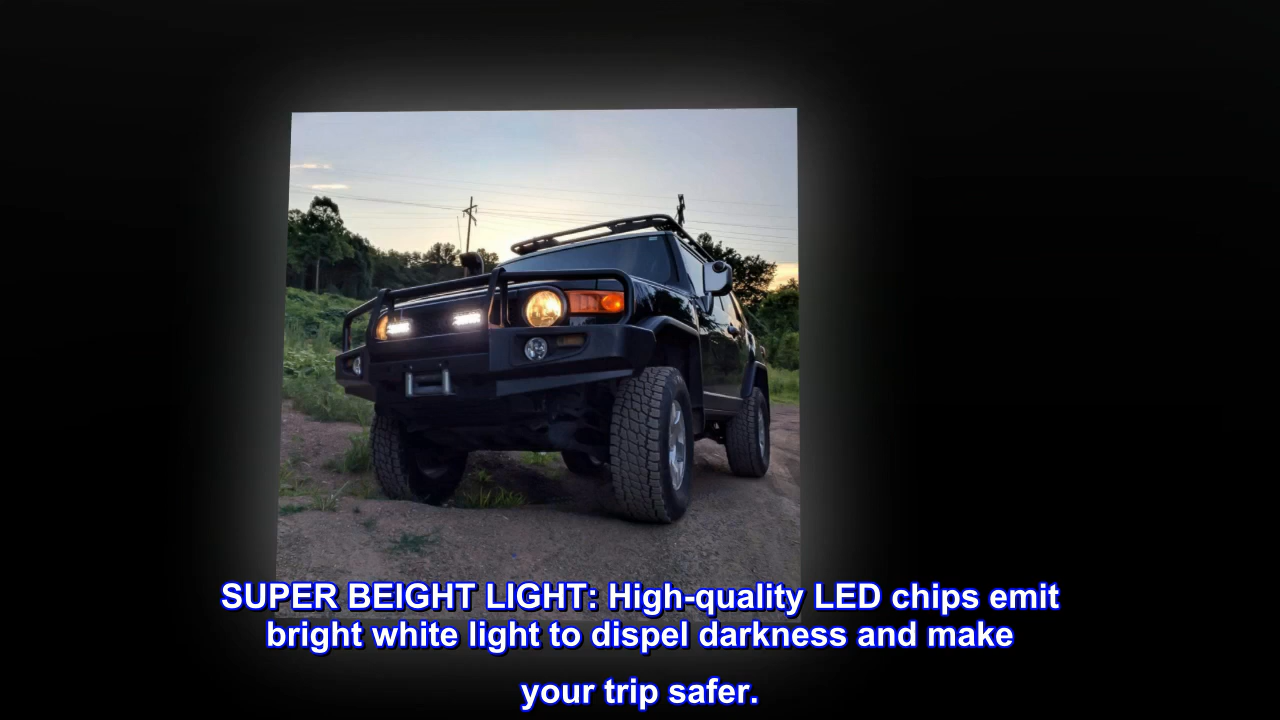 SUPER BEIGHT LIGHT: High-quality LED chips emit
bright white light to dispel darkness and make
your trip safer.